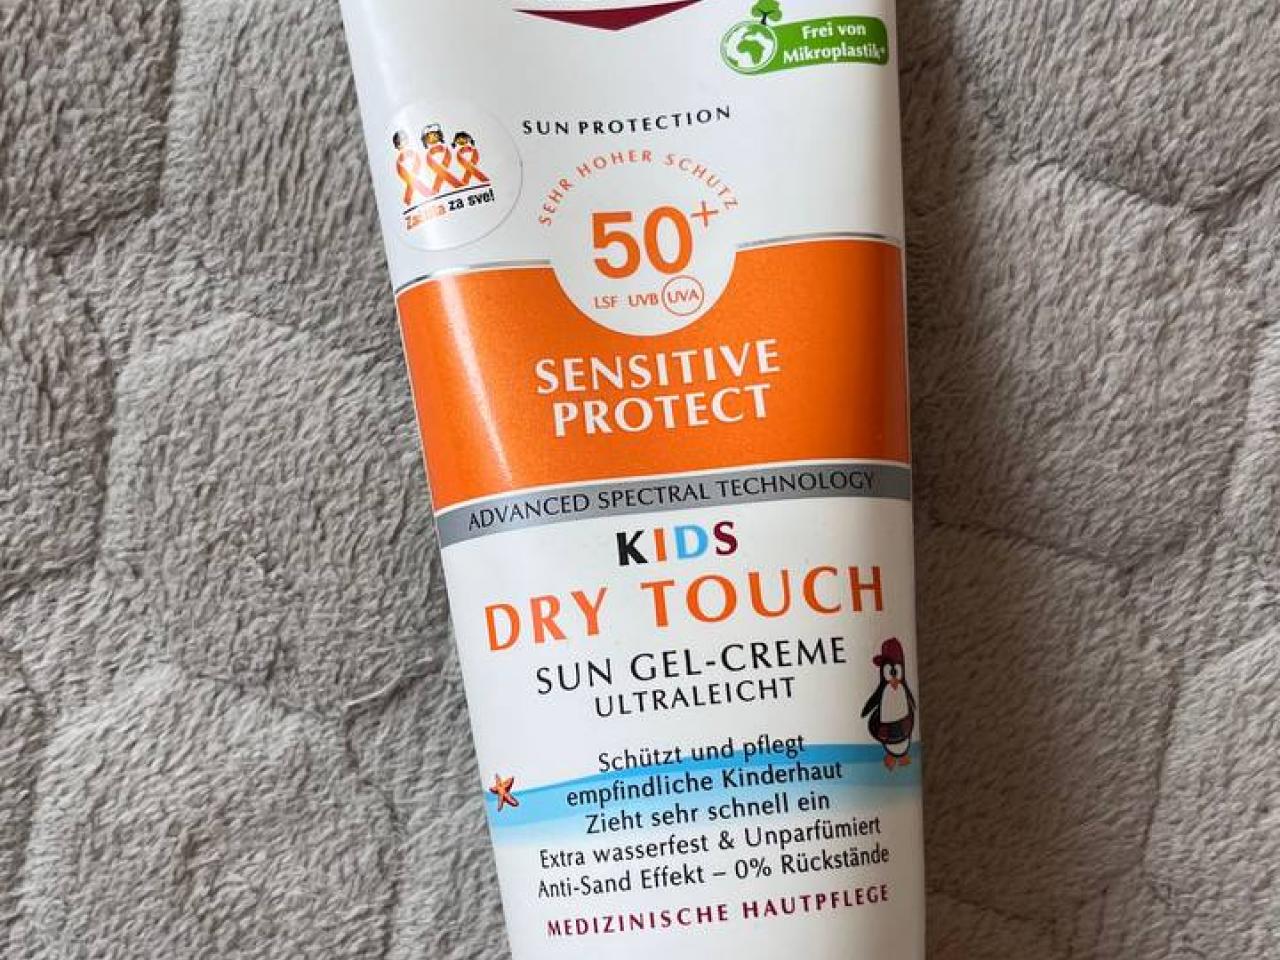 Frei von
Mikroplastik*
SUN PROTECTION
SEHR HOHER SCHUTZ
50+
LSF UVB UVA
Zaštita za sve!
SENSITIVE
PROTECT
ADVANCED SPECTRAL TECHNOLOGY
KIDS
DRY TOUCH
SUN GEL-CREME
ULTRALEICHT
Schützt und pflegt
empfindliche Kinderhaut
Zieht sehr schnell ein
Extra wasserfest & Unparfümiert
Anti-Sand Effekt – 0% Rückstände
MEDIZINISCHE HAUTPFLEGE